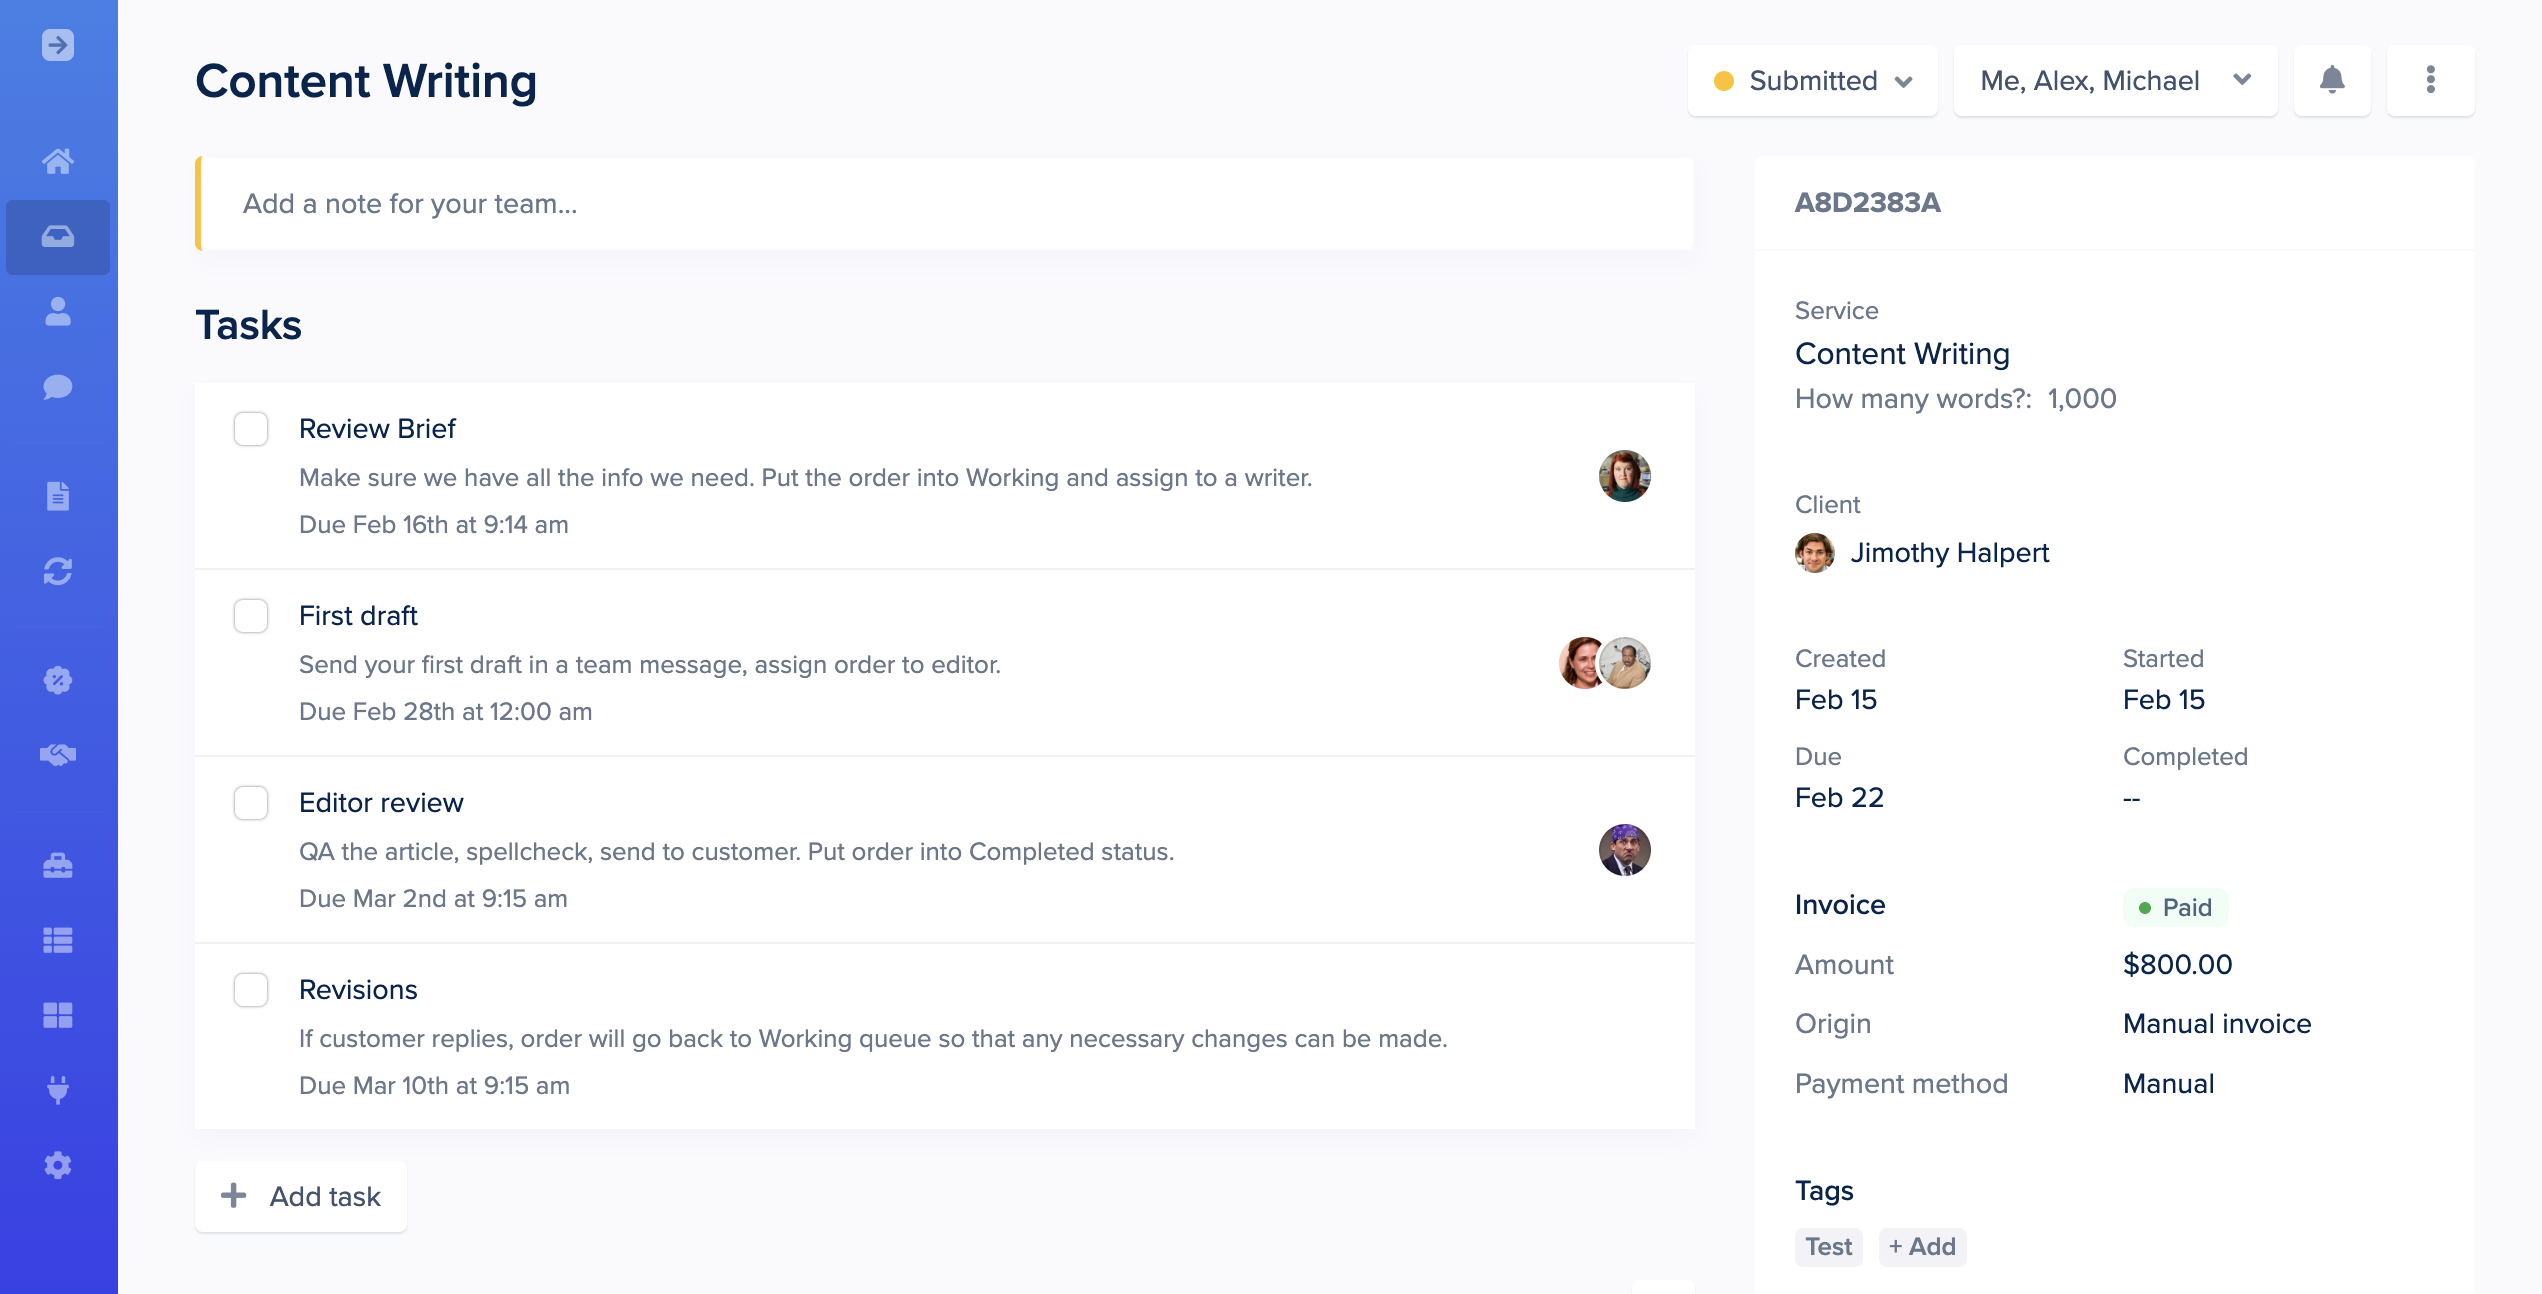 Content Writing
Submitted
Me, Alex, Michael
Add a note for your team...
Tasks
Review Brief
Make sure we have all the info we need. Put the order into Working and assign to a writer.
Due Feb 16th at 9:14 am
First draft
Send your first draft in a team message, assign order to editor.
Due Feb 28th at 12:00 am
Editor review
QA the article, spellcheck, send to customer. Put order into Completed status.
Due Mar 2nd at 9:15 am
Revisions
If customer replies, order will go back to Working queue so that any necessary changes can be made.
Due Mar 10th at 9:15 am
+ Add task
A8D2383A
Service
Content Writing
How many words?: 1,000
Client
Jimothy Halpert
Created
Feb 15
Started
Feb 15
Due
Feb 22
Completed
--
Invoice
Paid
Amount
$800.00
Origin
Manual invoice
Payment method
Manual
Tags
Test
+ Add